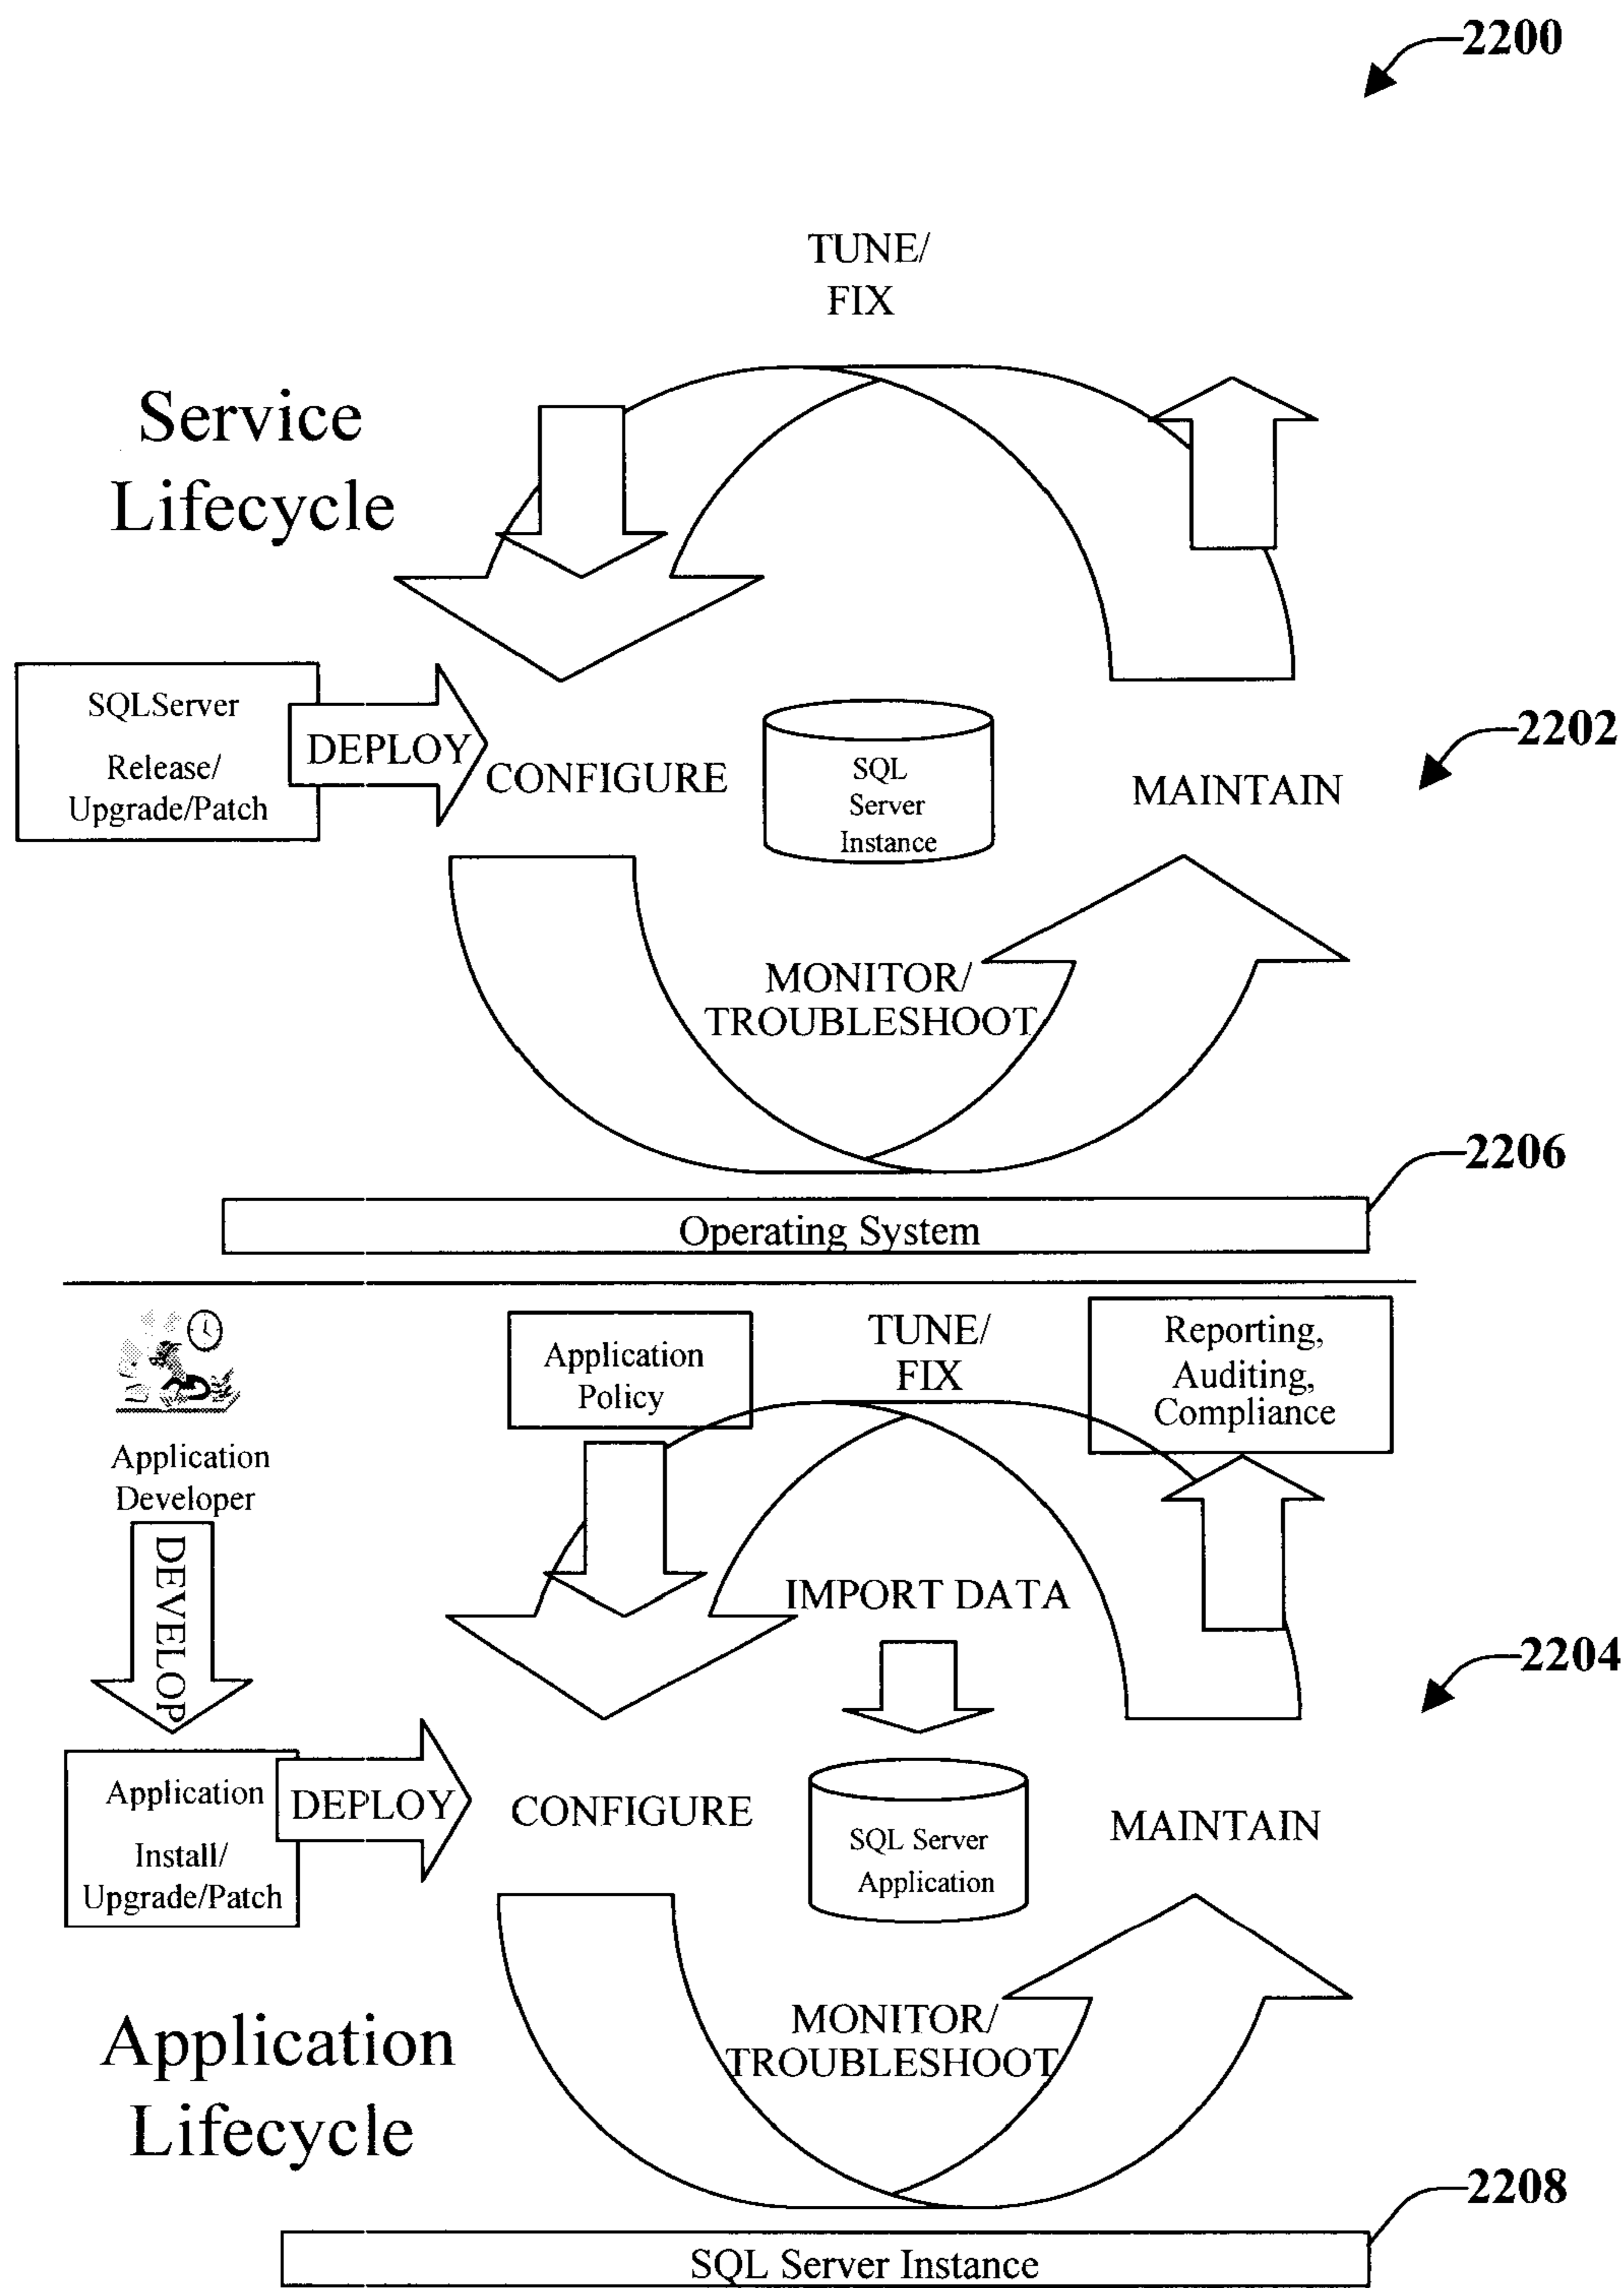 2200
TUNE/
FIX
Service
Lifecycle
SQLServer
Release/
Upgrade/Patch
DEPLOY
CONFIGURE
SQL
Server
Instance
MAINTAIN
2202
MONITOR/
TROUBLESHOOT
2206
Operating System
Application
Developer
DEVELOP
Application
Policy
TUNE/
FIX
Reporting,
Auditing,
Compliance
IMPORT DATA
2204
Application
Install/
Upgrade/Patch
DEPLOY
CONFIGURE
SQL Server
Application
MAINTAIN
MONITOR/
TROUBLESHOOT
Application
Lifecycle
2208
SQL Server Instance